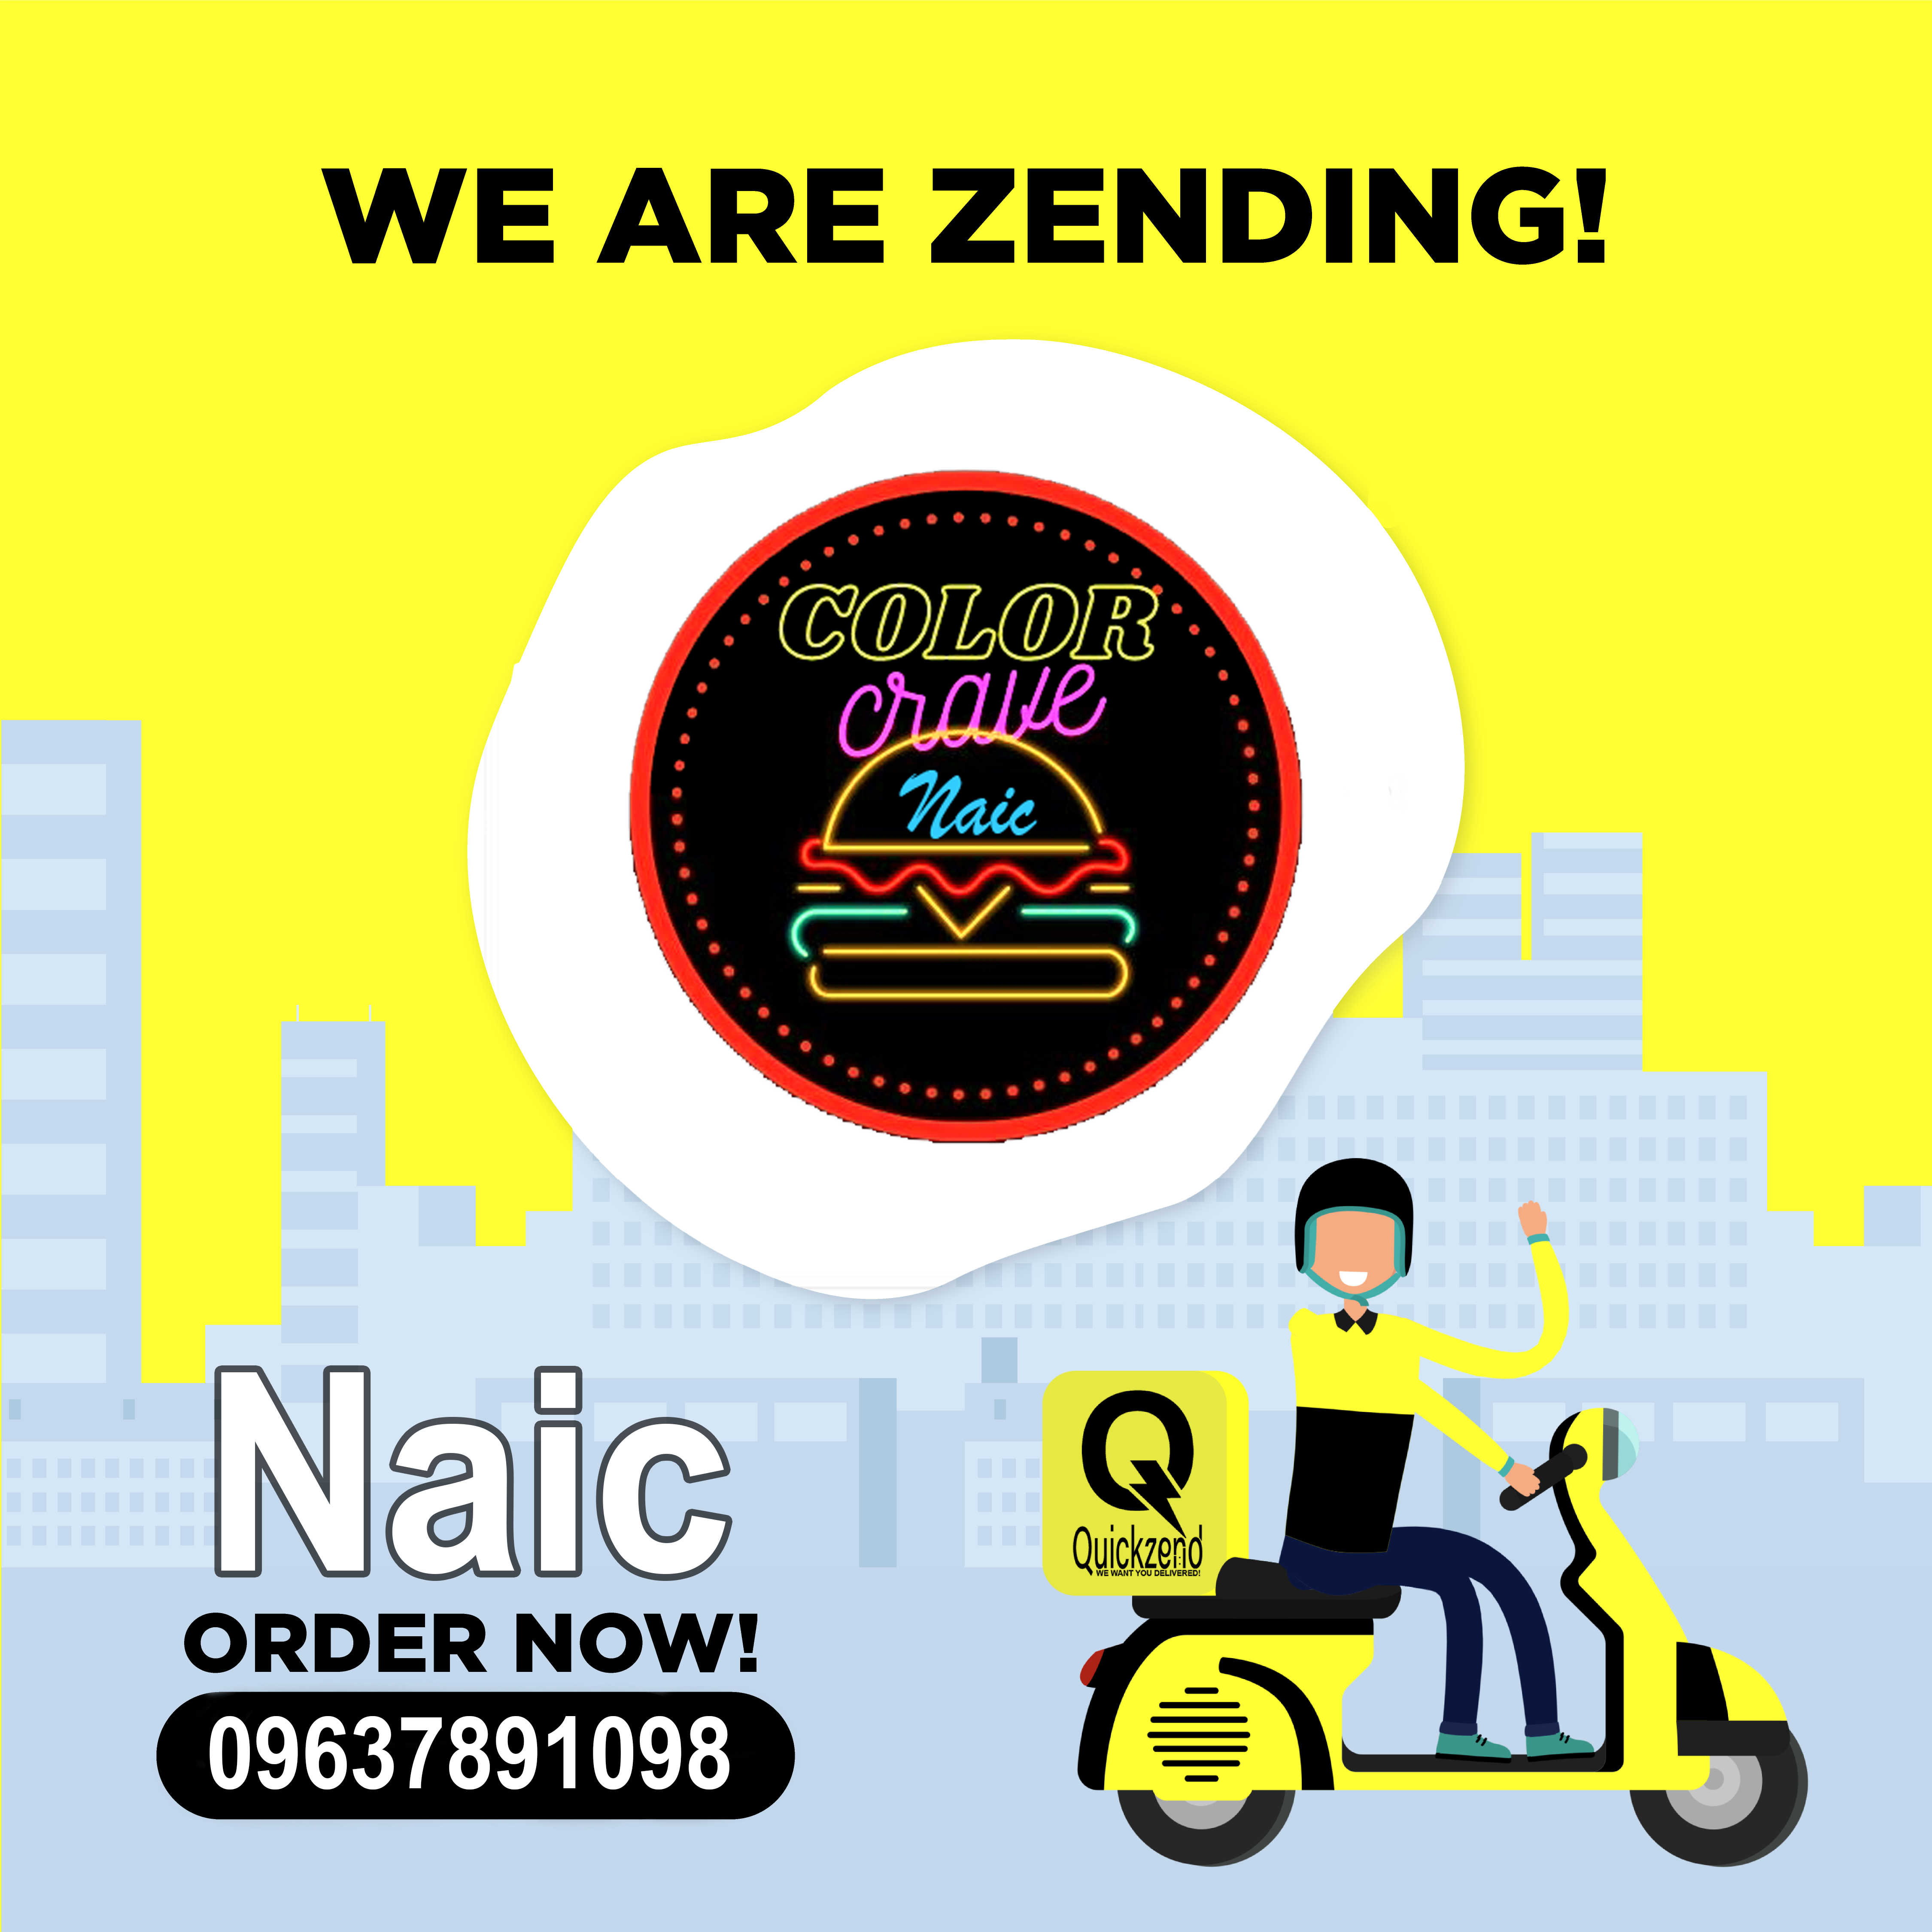 WE ARE ZENDING!
COLOR
crave
Naic
Naic
ORDER NOW!
09637891098
Q
Quickzend
WE WANT YOU DELIVERED!